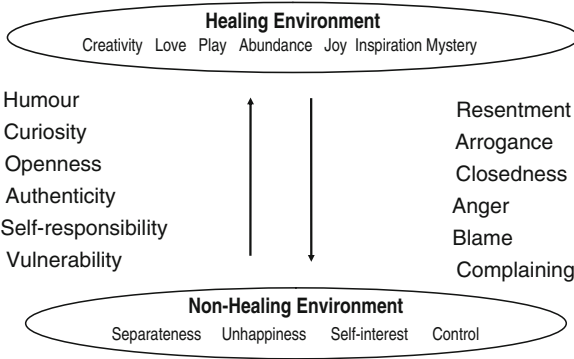 Healing Environment
Creativity Love Play Abundance Joy Inspiration Mystery
Humour
Curiosity
Openness
Authenticity
Self-responsibility
Vulnerability
Resentment
Arrogance
Closedness
Anger
Blame
Complaining
Non-Healing Environment
Separateness Unhappiness Self-interest Control